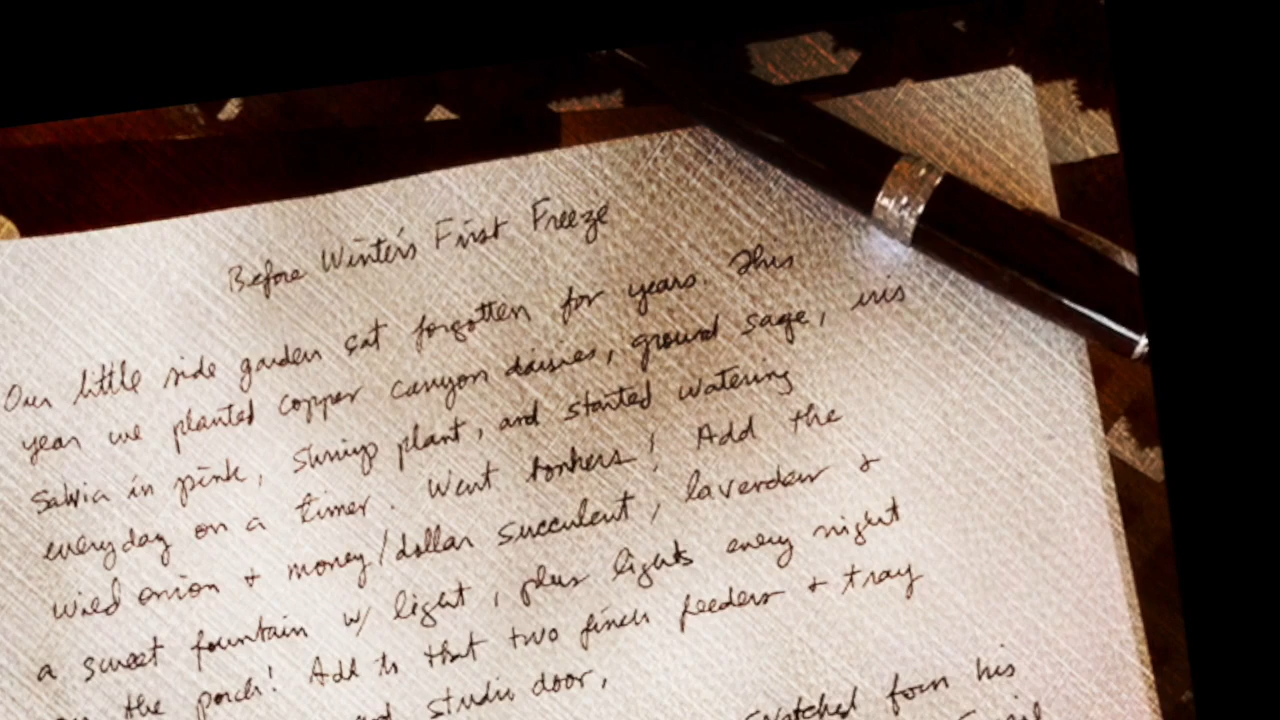 Before Winter's First Freeze
Our little side garden sat forgotten for years. This
year we planted copper canyon daisies, ground sage, iris
salvia in pink, shrimp plant, and started watering
everyday on a timer. Went bonkers! Add the
wild onion + money/dollar succulent, lavender +
a sweet fountain w/ light, plus lights every night
on the porch! Add to that two finch feeders + tray
studio door,
his